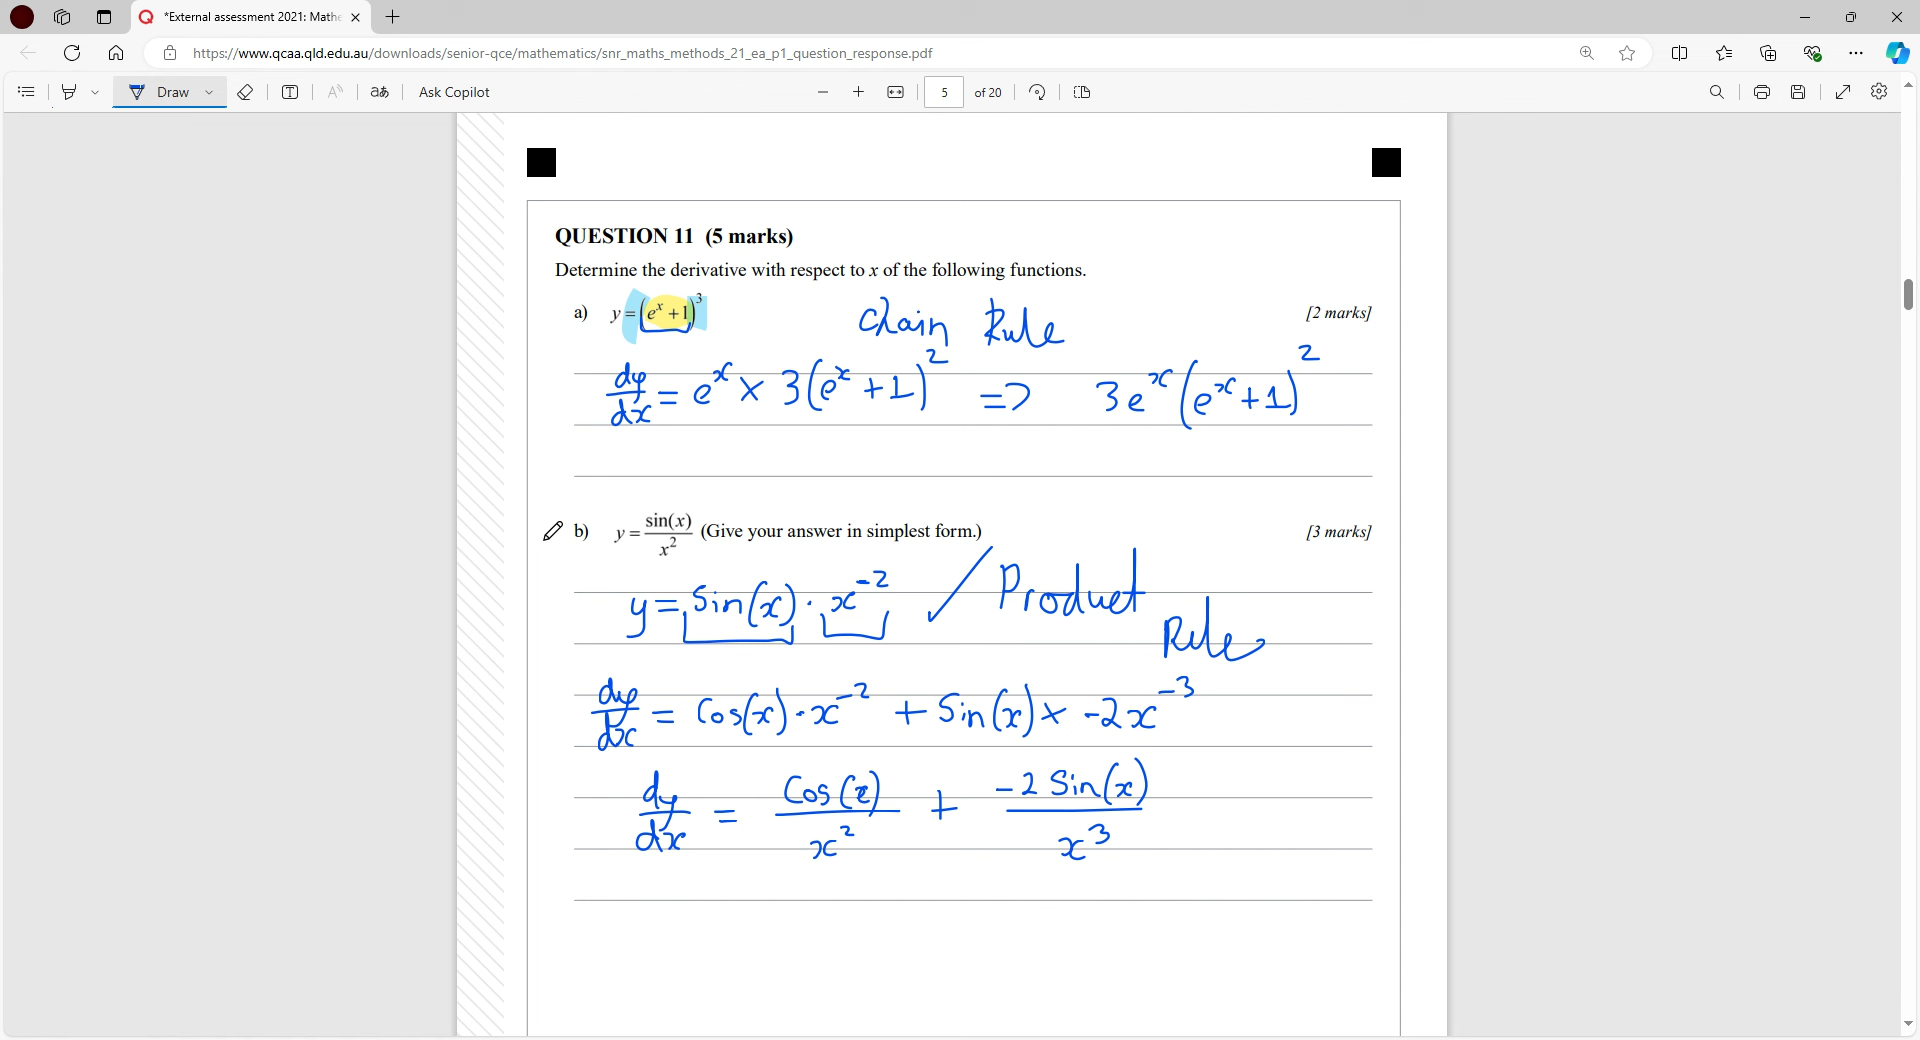 *External assessment 2021: Mathe
https://www.qcaa.qld.edu.au/downloads/senior-qce/mathematics/snr_maths_methods_21_ea_p1_question_response.pdf
Draw
Ask Copilot
5 of 20
QUESTION 11 (5 marks)
Determine the derivative with respect to x of the following functions.
a) y = (e^x + 1)^3 [2 marks]
Chain Rule
dy/dx = e^x × 3(e^x + 1)^2 => 3e^x(e^x + 1)^2
b) y = sin(x)/x^2 (Give your answer in simplest form.) [3 marks]
y = Sin(x) · x^-2 Product
Rule
dy/dx = Cos(x) · x^-2 + Sin(x) × -2x^-3
dy/dx = Cos(x)/x^2 + -2 Sin(x)/x^3